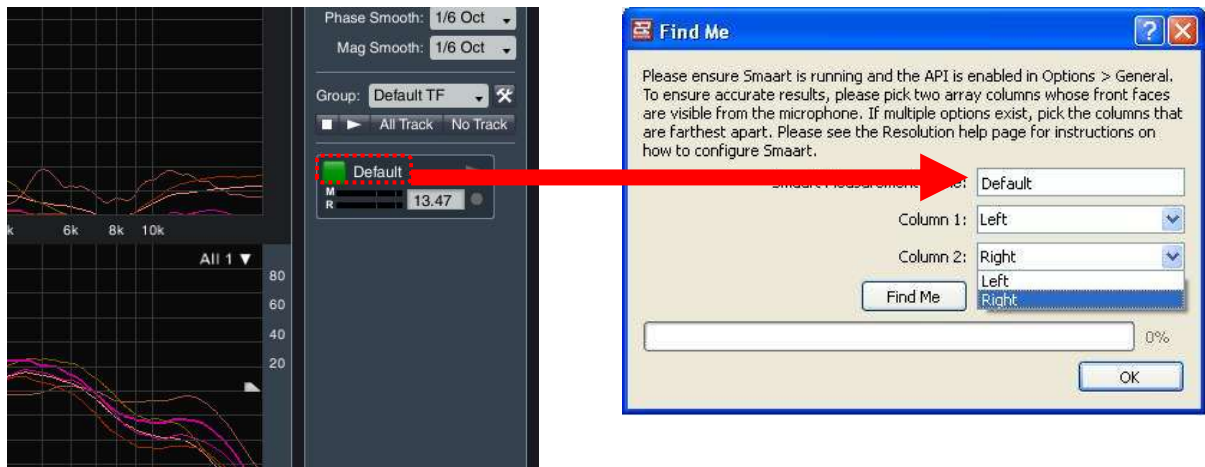 Phase Smooth: 1/6 Oct
Mag Smooth: 1/6 Oct
Group: Default TF
All Track No Track
Default
M
R
13.47
k 6k 8k 10k
All 1 ▼
80
60
40
20
Find Me
Please ensure Smaart is running and the API is enabled in Options > General.
To ensure accurate results, please pick two array columns whose front faces
are visible from the microphone. If multiple options exist, pick the columns that
are farthest apart. Please see the Resolution help page for instructions on
how to configure Smaart.
Smaart Measurement Default
Column 1: Left
Column 2: Right
Left
Find Me Right
0%
OK